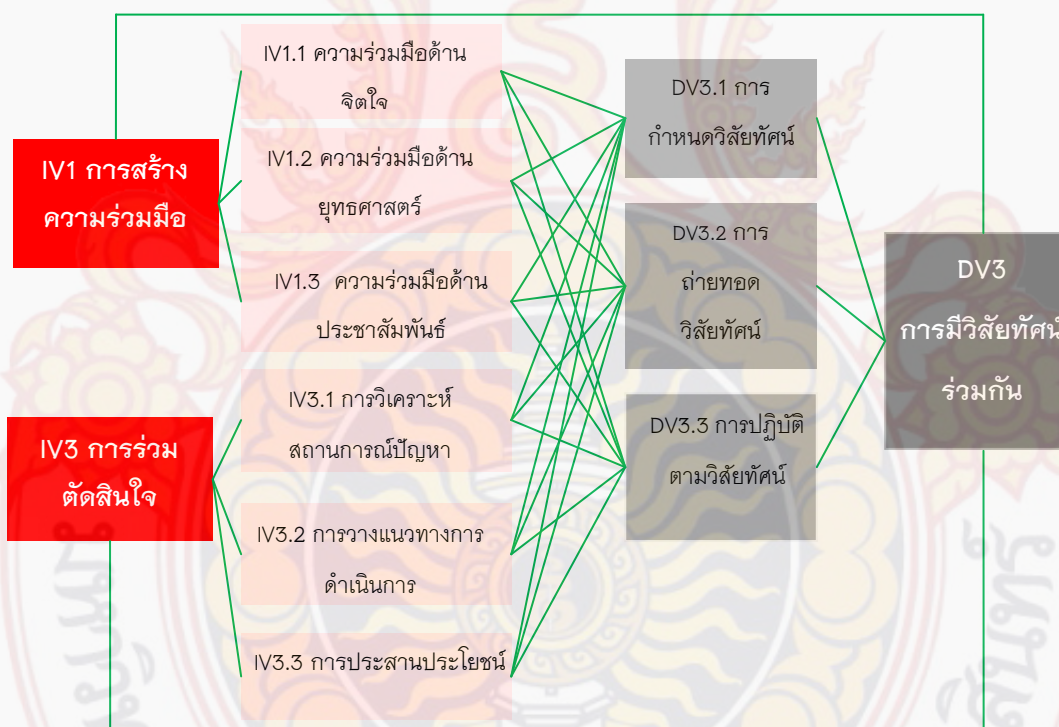 IV1 การสร้าง
ความร่วมมือ
IV3 การร่วม
ตัดสินใจ
IV1.1 ความร่วมมือด้าน
จิตใจ
IV1.2 ความร่วมมือด้าน
ยุทธศาสตร์
IV1.3 ความร่วมมือด้าน
ประชาสัมพันธ์
IV3.1 การวิเคราะห์
สถานการณ์ปัญหา
IV3.2 การวางแนวทางการ
ดำเนินการ
IV3.3 การประสานประโยชน์
DV3.1 การ
กำหนดวิสัยทัศน์
DV3.2 การ
ถ่ายทอด
วิสัยทัศน์
DV3.3 การปฏิบัติ
ตามวิสัยทัศน์
DV3
การมีวิสัยทัศน์
ร่วมกัน